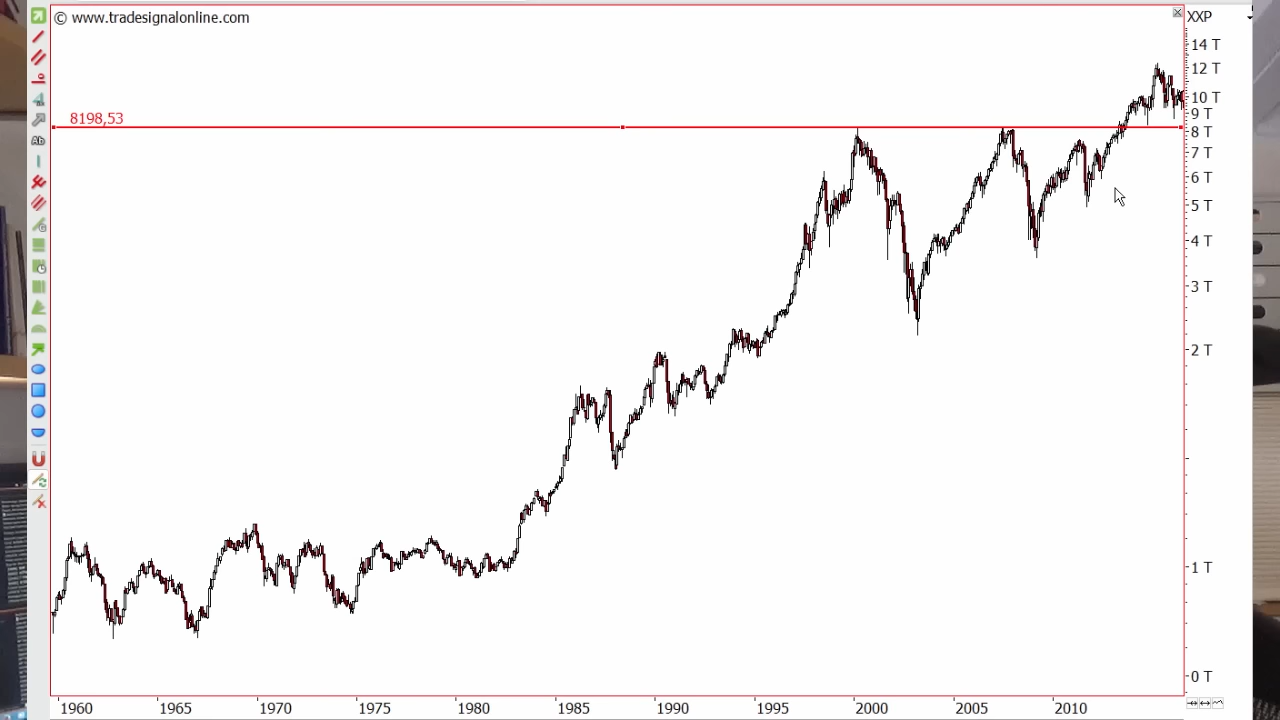 © www.tradesignalonline.com
XXP
14 T
12 T
10 T
9 T
8198,53
8 T
7 T
6 T
5 T
4 T
3 T
2 T
1 T
0 T
Ab
1960 1965 1970 1975 1980 1985 1990 1995 2000 2005 2010